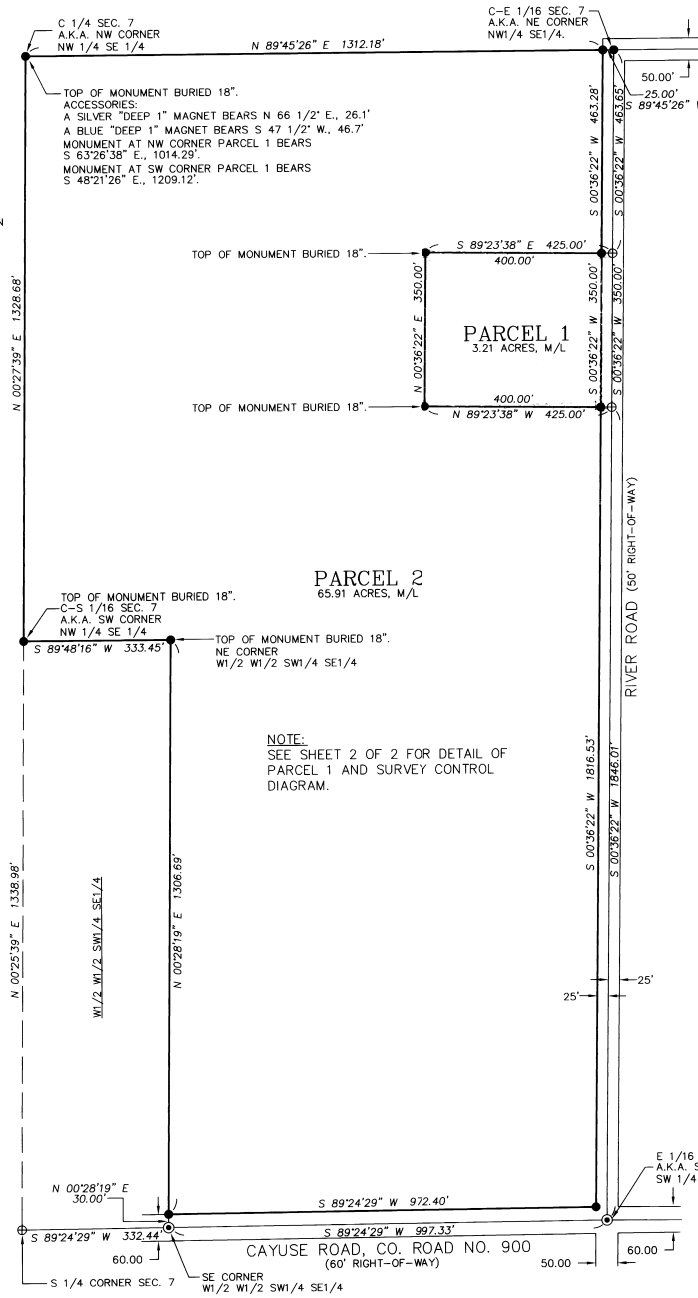 C 1/4 SEC. 7
A.K.A. NW CORNER
NW 1/4 SE 1/4
N 89°45'26" E 1312.18'
C-E 1/16 SEC. 7
A.K.A. NE CORNER
NW1/4 SE1/4.
50.00'
25.00'
S 89°45'26"
TOP OF MONUMENT BURIED 18".
ACCESSORIES:
A SILVER "DEEP 1" MAGNET BEARS N 66 1/2° E., 26.1'
A BLUE "DEEP 1" MAGNET BEARS S 47 1/2° W., 46.7'
MONUMENT AT NW CORNER PARCEL 1 BEARS
S 63°26'38" E., 1014.29'.
MONUMENT AT SW CORNER PARCEL 1 BEARS
S 48°21'26" E., 1209.12'.
S 00°36'22" W 463.28'
S 00°36'22" W 463.65'
TOP OF MONUMENT BURIED 18".
S 89°23'38" E 425.00'
400.00'
N 00°27'39" E 1328.68'
N 00°36'22" E 350.00'
PARCEL 1
3.21 ACRES, M/L
S 00°36'22" W 350.00'
S 00°36'22" W 350.00'
TOP OF MONUMENT BURIED 18".
400.00'
N 89°23'38" W 425.00'
RIVER ROAD (50' RIGHT-OF-WAY)
PARCEL 2
65.91 ACRES, M/L
TOP OF MONUMENT BURIED 18".
C-S 1/16 SEC. 7
A.K.A. SW CORNER
NW 1/4 SE 1/4
S 89°48'16" W 333.45'
TOP OF MONUMENT BURIED 18".
NE CORNER
W1/2 W1/2 SW1/4 SE1/4
NOTE:
SEE SHEET 2 OF 2 FOR DETAIL OF
PARCEL 1 AND SURVEY CONTROL
DIAGRAM.
S 00°36'22" W 1816.53'
S 00°36'22" W 1846.01'
N 00°25'39" E 1338.98'
W1/2 W1/2 SW1/4 SE1/4
N 00°28'19" E 1306.69'
25'
25'
E 1/16
A.K.A. S
SW 1/4
N 00°28'19" E
30.00'
S 89°24'29" W 972.40'
S 89°24'29" W 332.44'
S 89°24'29" W 997.33'
60.00
CAYUSE ROAD, CO. ROAD NO. 900
(60' RIGHT-OF-WAY)
50.00
60.00
S 1/4 CORNER SEC. 7
SE CORNER
W1/2 W1/2 SW1/4 SE1/4